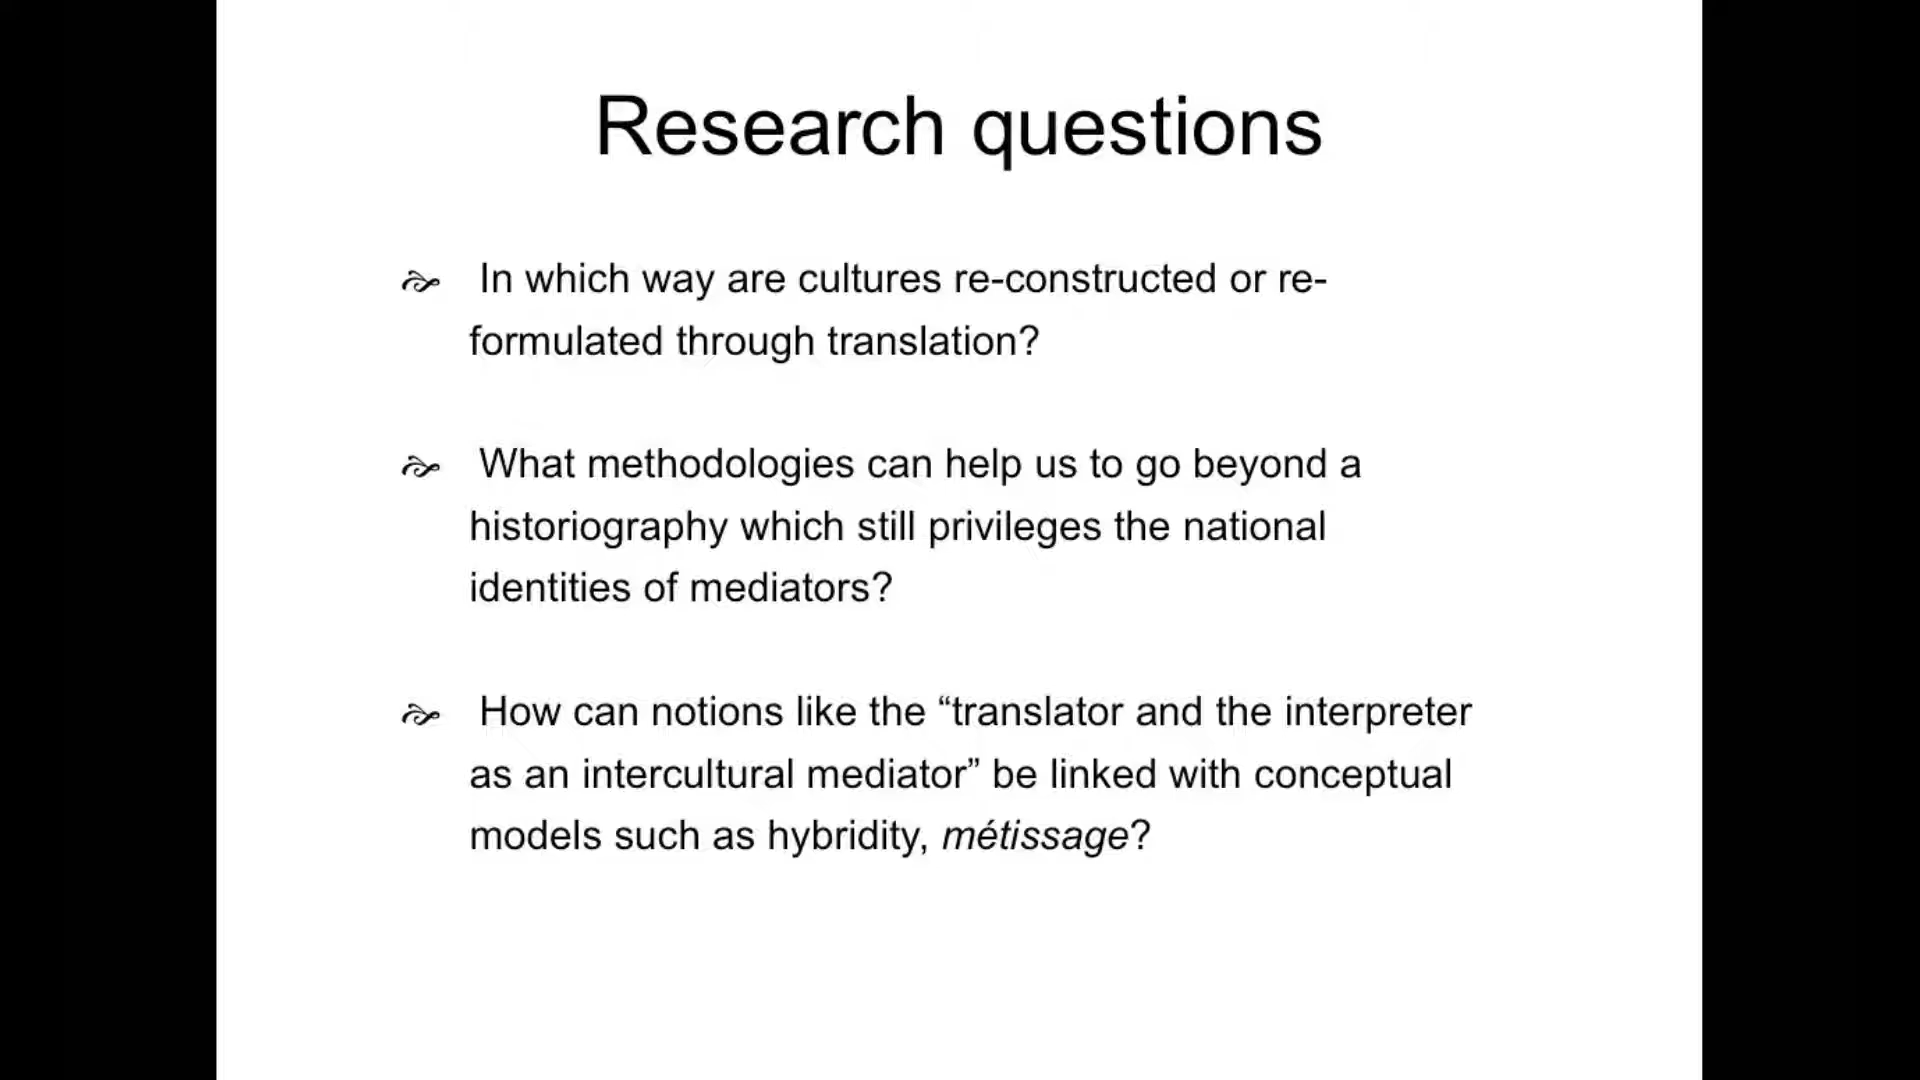 Research questions
In which way are cultures re-constructed or re-
formulated through translation?
What methodologies can help us to go beyond a
historiography which still privileges the national
identities of mediators?
How can notions like the “translator and the interpreter
as an intercultural mediator” be linked with conceptual
models such as hybridity, métissage?